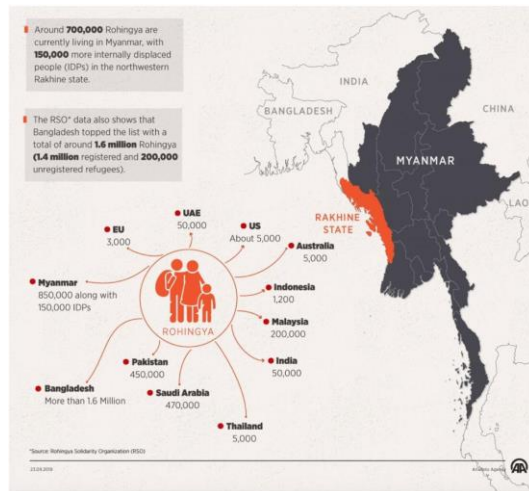 Around 700,000 Rohingya are
currently living in Myanmar, with
150,000 more internally displaced
people (IDPs) in the northwestern
Rakhine state.
The RSO* data also shows that
Bangladesh topped the list with a
total of around 1.6 million Rohingya
(1.4 million registered and 200,000
unregistered refugees).
INDIA
BANGLADESH
CHINA
MYANMAR
LAO
RAKHINE
STATE
UAE
50,000
US
About 5,000
EU
3,000
Australia
5,000
Myanmar
850,000 along with
150,000 IDPs
Indonesia
1,200
ROHINGYA
Malaysia
200,000
Pakistan
450,000
India
50,000
Bangladesh
More than 1.6 Million
Saudi Arabia
470,000
Thailand
5,000
*Source: Rohingya Solidarity Organization (RSO)
Anadolu Agency
AA